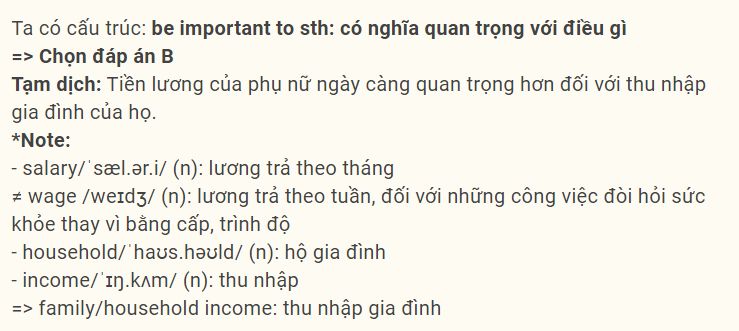 Ta có cấu trúc: be important to sth: có nghĩa quan trọng với điều gì
=> Chọn đáp án B
Tạm dịch: Tiền lương của phụ nữ ngày càng quan trọng hơn đối với thu nhập
gia đình của họ.
*Note:
- salary/ˈsæl.ər.i/ (n): lương trả theo tháng
≠ wage /weɪdʒ/ (n): lương trả theo tuần, đối với những công việc đòi hỏi sức
khỏe thay vì bằng cấp, trình độ
- household/ˈhaʊs.həʊld/ (n): hộ gia đình
- income/ˈɪŋ.kʌm/ (n): thu nhập
=> family/household income: thu nhập gia đình